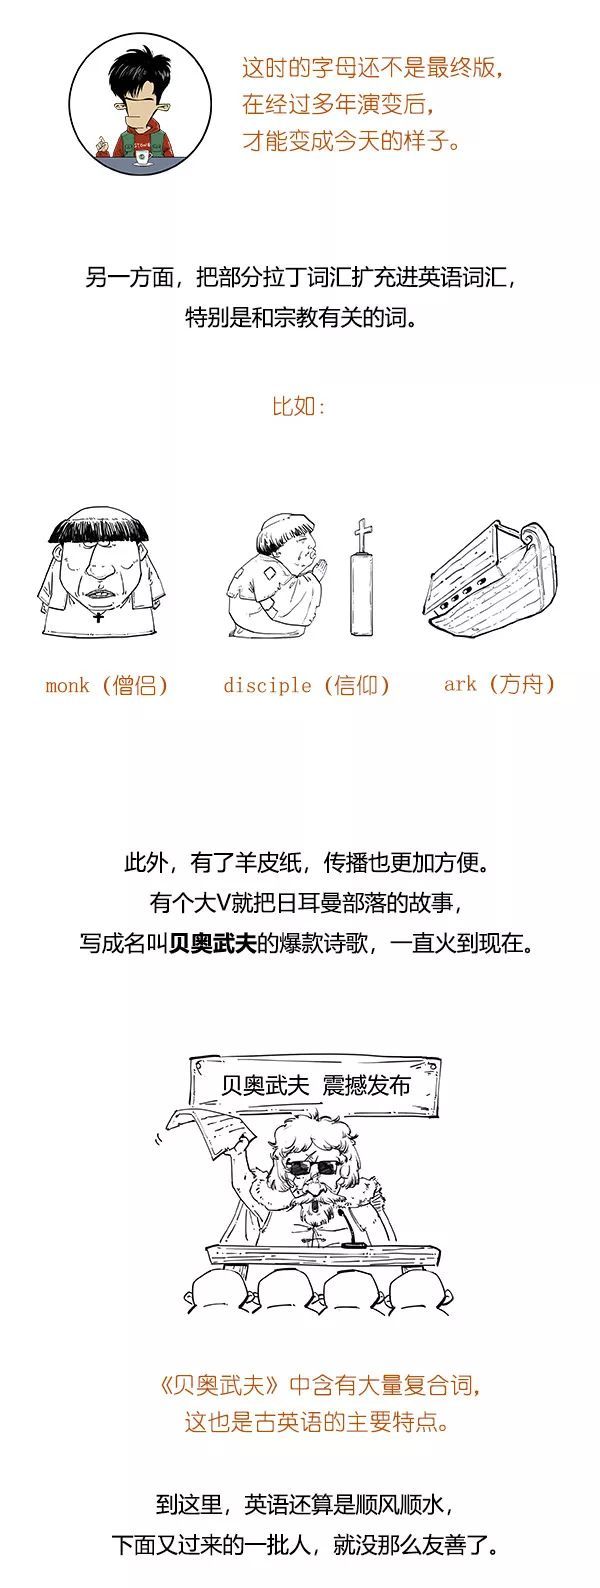 这时的字母还不是最终版，
在经过多年演变后，
才能变成今天的样子。
另一方面，把部分拉丁词汇扩充进英语词汇，
特别是和宗教有关的词。
比如：
monk (僧侣)
disciple (信仰)
ark (方舟)
此外，有了羊皮纸，传播也更加方便。
有个大V就把日耳曼部落的故事，
写成名叫贝奥武夫的爆款诗歌，一直火到现在。
贝奥武夫 震撼发布
《贝奥武夫》中含有大量复合词，
这也是古英语的主要特点。
到这里，英语还算是顺风顺水，
下面又过来的一批人，就没那么友善了。